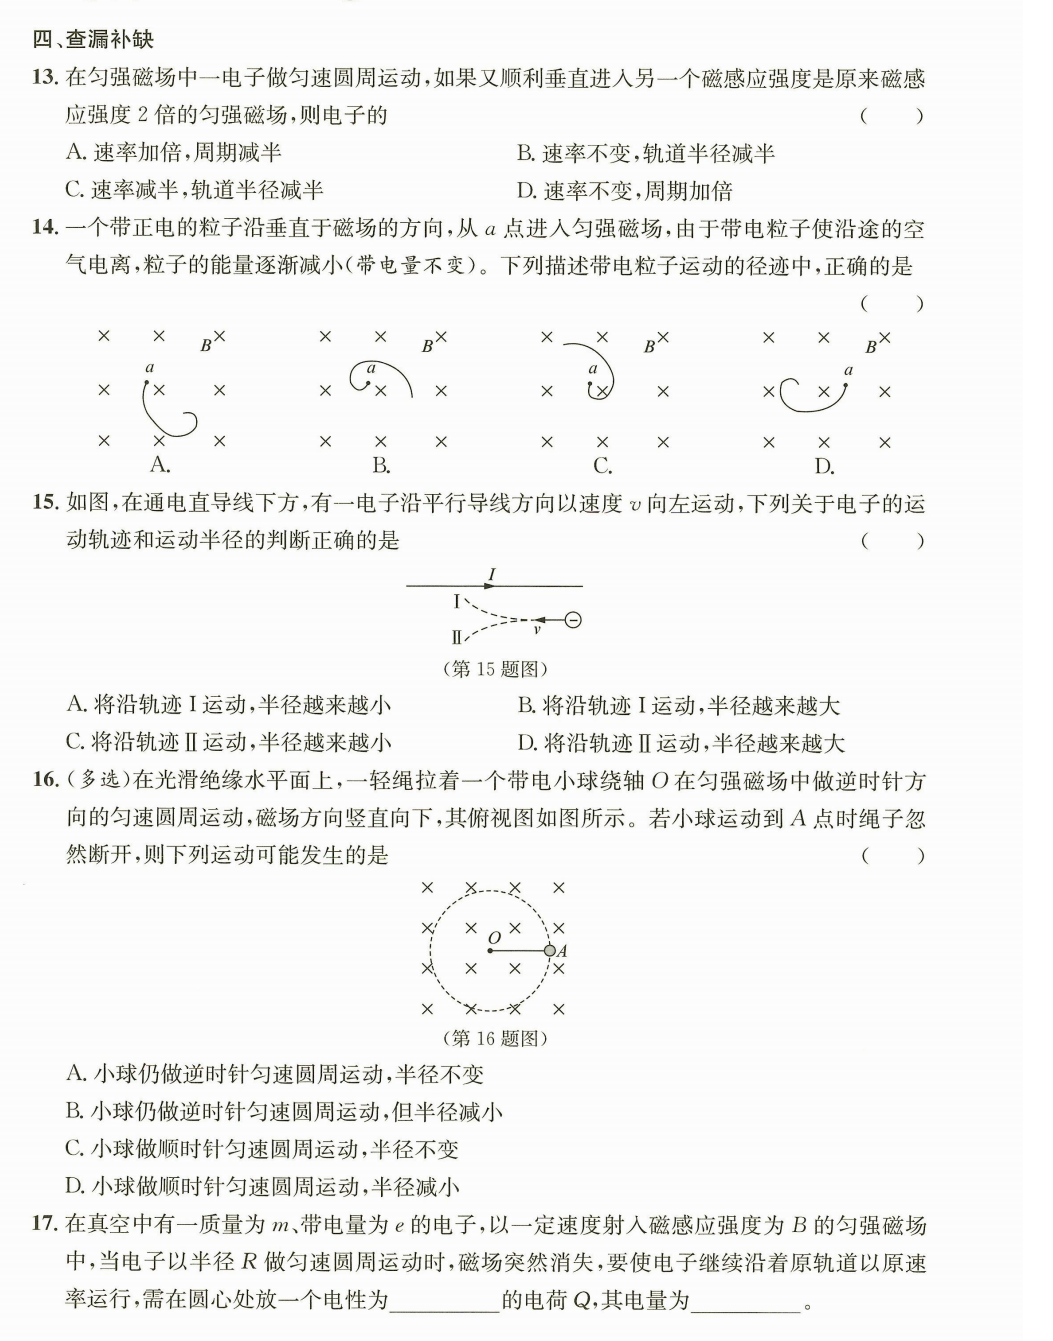 四、查漏补缺
13. 在匀强磁场中一电子做匀速圆周运动,如果又顺利垂直进入另一个磁感应强度是原来磁感
应强度 2 倍的匀强磁场,则电子的 ( )
A. 速率加倍,周期减半 B. 速率不变,轨道半径减半
C. 速率减半,轨道半径减半 D. 速率不变,周期加倍
14. 一个带正电的粒子沿垂直于磁场的方向,从 a 点进入匀强磁场,由于带电粒子使沿途的空
气电离,粒子的能量逐渐减小(带电量不变)。下列描述带电粒子运动的径迹中,正确的是
( )
× × B× × × B× × × B× × × B×
a a a a
× × × × × × × × × × × ×
× × × × × × × × × × × ×
A. B. C. D.
15. 如图,在通电直导线下方,有一电子沿平行导线方向以速度 v 向左运动,下列关于电子的运
动轨迹和运动半径的判断正确的是 ( )
I
Ⅰ
v
Ⅱ
(第 15 题图)
A. 将沿轨迹Ⅰ运动,半径越来越小 B. 将沿轨迹Ⅰ运动,半径越来越大
C. 将沿轨迹Ⅱ运动,半径越来越小 D. 将沿轨迹Ⅱ运动,半径越来越大
16. (多选)在光滑绝缘水平面上,一轻绳拉着一个带电小球绕轴 O 在匀强磁场中做逆时针方
向的匀速圆周运动,磁场方向竖直向下,其俯视图如图所示。若小球运动到 A 点时绳子忽
然断开,则下列运动可能发生的是 ( )
× × × ×
× × × ×
O A
× × × ×
× × × ×
(第 16 题图)
A. 小球仍做逆时针匀速圆周运动,半径不变
B. 小球仍做逆时针匀速圆周运动,但半径减小
C. 小球做顺时针匀速圆周运动,半径不变
D. 小球做顺时针匀速圆周运动,半径减小
17. 在真空中有一质量为 m、带电量为 e 的电子,以一定速度射入磁感应强度为 B 的匀强磁场
中,当电子以半径 R 做匀速圆周运动时,磁场突然消失,要使电子继续沿着原轨道以原速
率运行,需在圆心处放一个电性为__________的电荷 Q,其电量为__________。